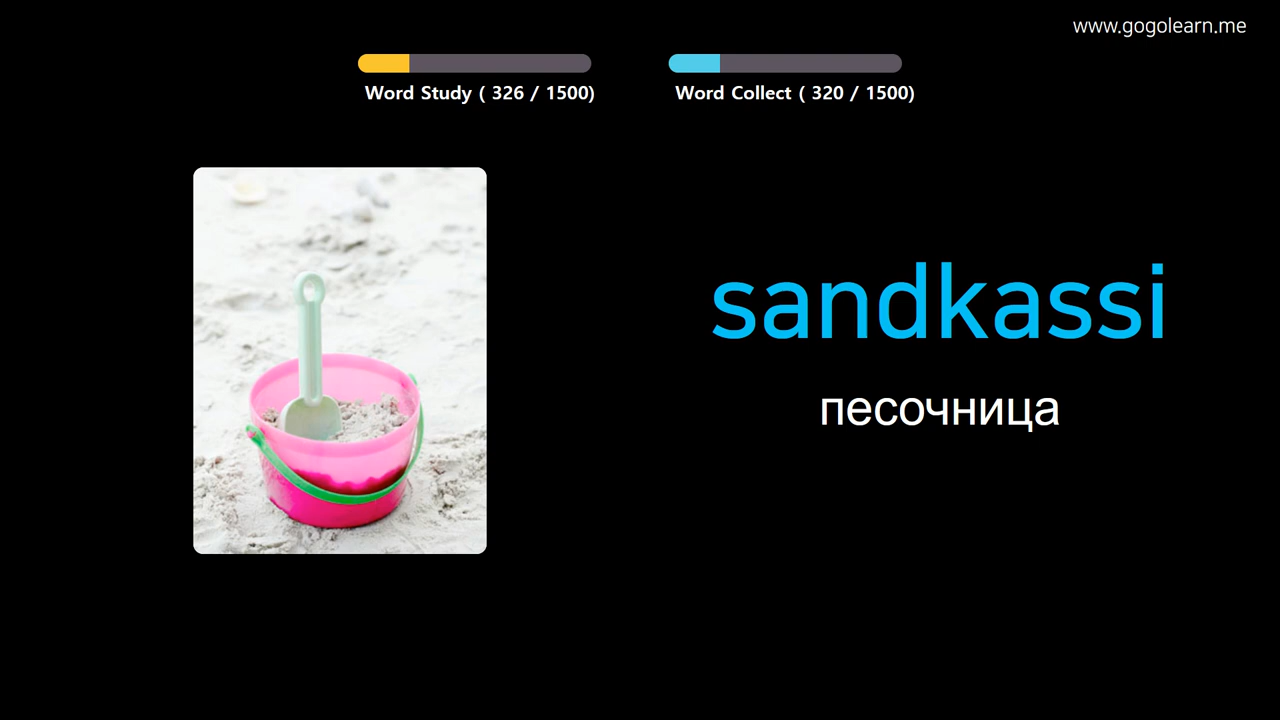 www.gogolearn.me
Word Study ( 326 / 1500)
Word Collect ( 320 / 1500)
sandkassi
песочница